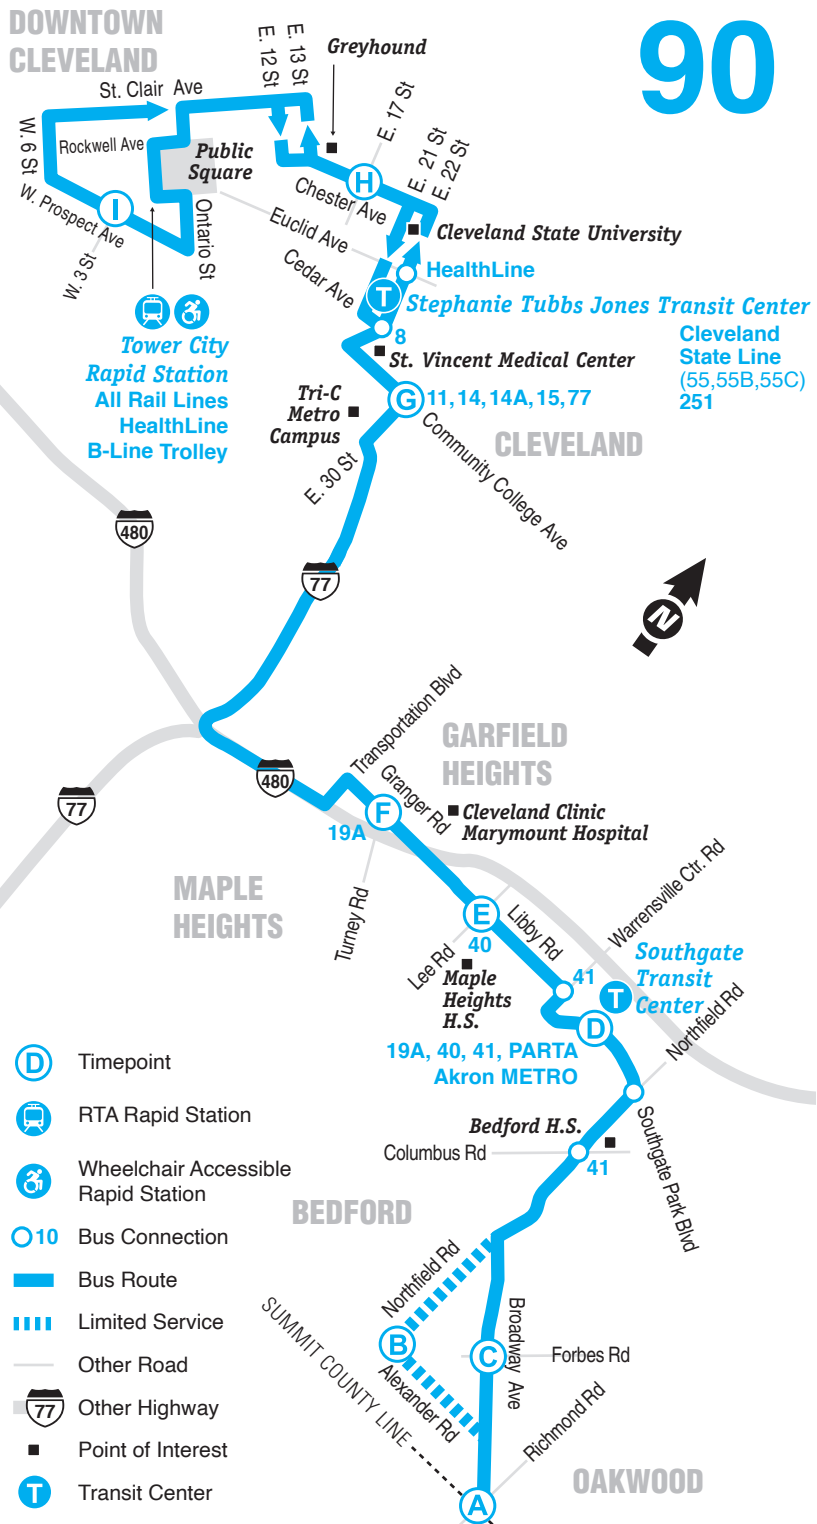 DOWNTOWN
CLEVELAND
90
E. 12 St
E. 13 St
Greyhound
St. Clair Ave
E. 17 St
W. 6 St
Rockwell Ave
Public
Square
E. 21 St
E. 22 St
H
Chester Ave
W. Prospect Ave
I
Ontario St
Euclid Ave
Cleveland State University
W. 3 St
Cedar Ave
HealthLine
T
Stephanie Tubbs Jones Transit Center
8
Tower City
Rapid Station
All Rail Lines
HealthLine
B-Line Trolley
St. Vincent Medical Center
Cleveland
State Line
(55,55B,55C)
251
Tri-C
Metro
Campus
G
11, 14, 14A, 15, 77
CLEVELAND
Community College Ave
E. 30 St
480
77
N
Transportation Blvd
GARFIELD
HEIGHTS
480
77
Granger Rd
F
19A
Cleveland Clinic
Marymount Hospital
MAPLE
HEIGHTS
Turney Rd
E
40
Libby Rd
Warrensville Ctr. Rd
Lee Rd
Maple
Heights
H.S.
41
T
Southgate
Transit
Center
D
Northfield Rd
19A, 40, 41, PARTA
Akron METRO
Bedford H.S.
Columbus Rd
41
Southgate Park Blvd
BEDFORD
Northfield Rd
SUMMIT COUNTY LINE
B
Broadway Ave
C
Forbes Rd
Alexander Rd
Richmond Rd
OAKWOOD
A
D Timepoint
RTA Rapid Station
Wheelchair Accessible
Rapid Station
10 Bus Connection
Bus Route
Limited Service
Other Road
77 Other Highway
Point of Interest
T Transit Center